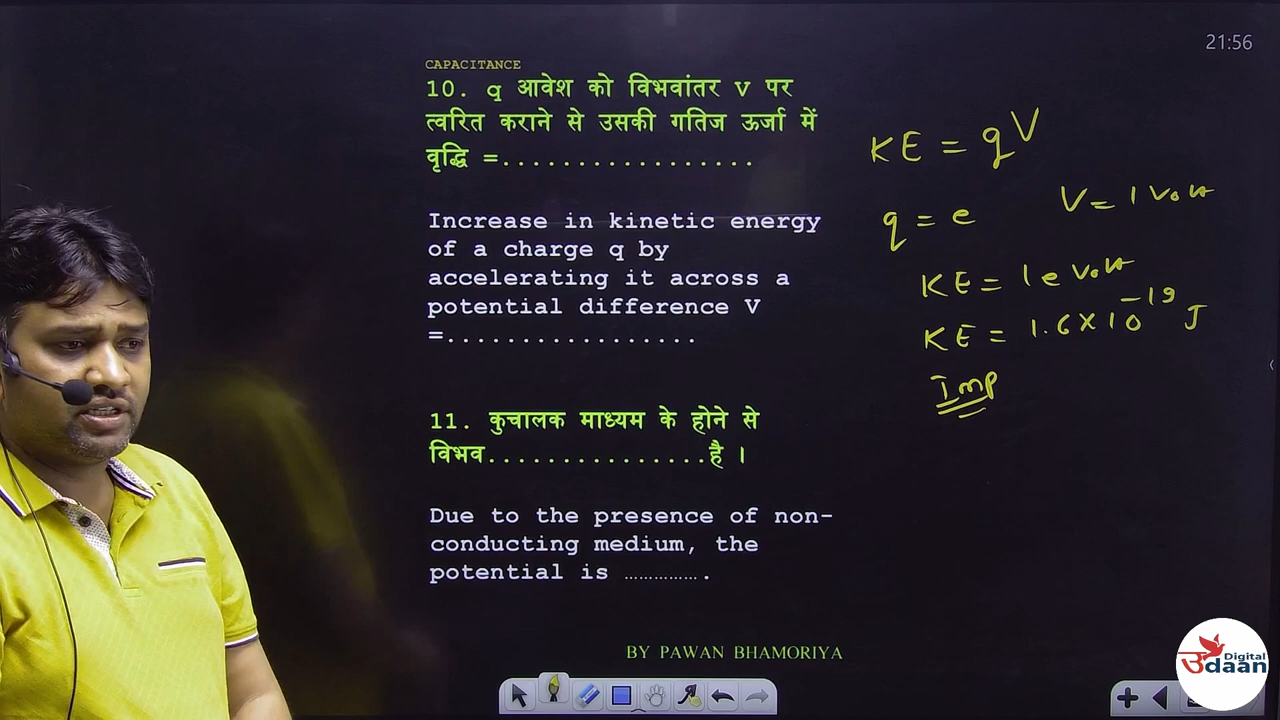 21:56
CAPACITANCE
10. q आवेश को विभवांतर V पर
त्वरित कराने से उसकी गतिज ऊर्जा में
वृद्धि =.................
Increase in kinetic energy
of a charge q by
accelerating it across a
potential difference V
=.................
11. कुचालक माध्यम के होने से
विभव...............है ।
Due to the presence of non-
conducting medium, the
potential is …………….
KE = qV
q = e V = 1 Volt
KE = 1 e Volt
KE = 1.6 X 10^-19 J
Imp
BY PAWAN BHAMORIYA
Digital
उdaan